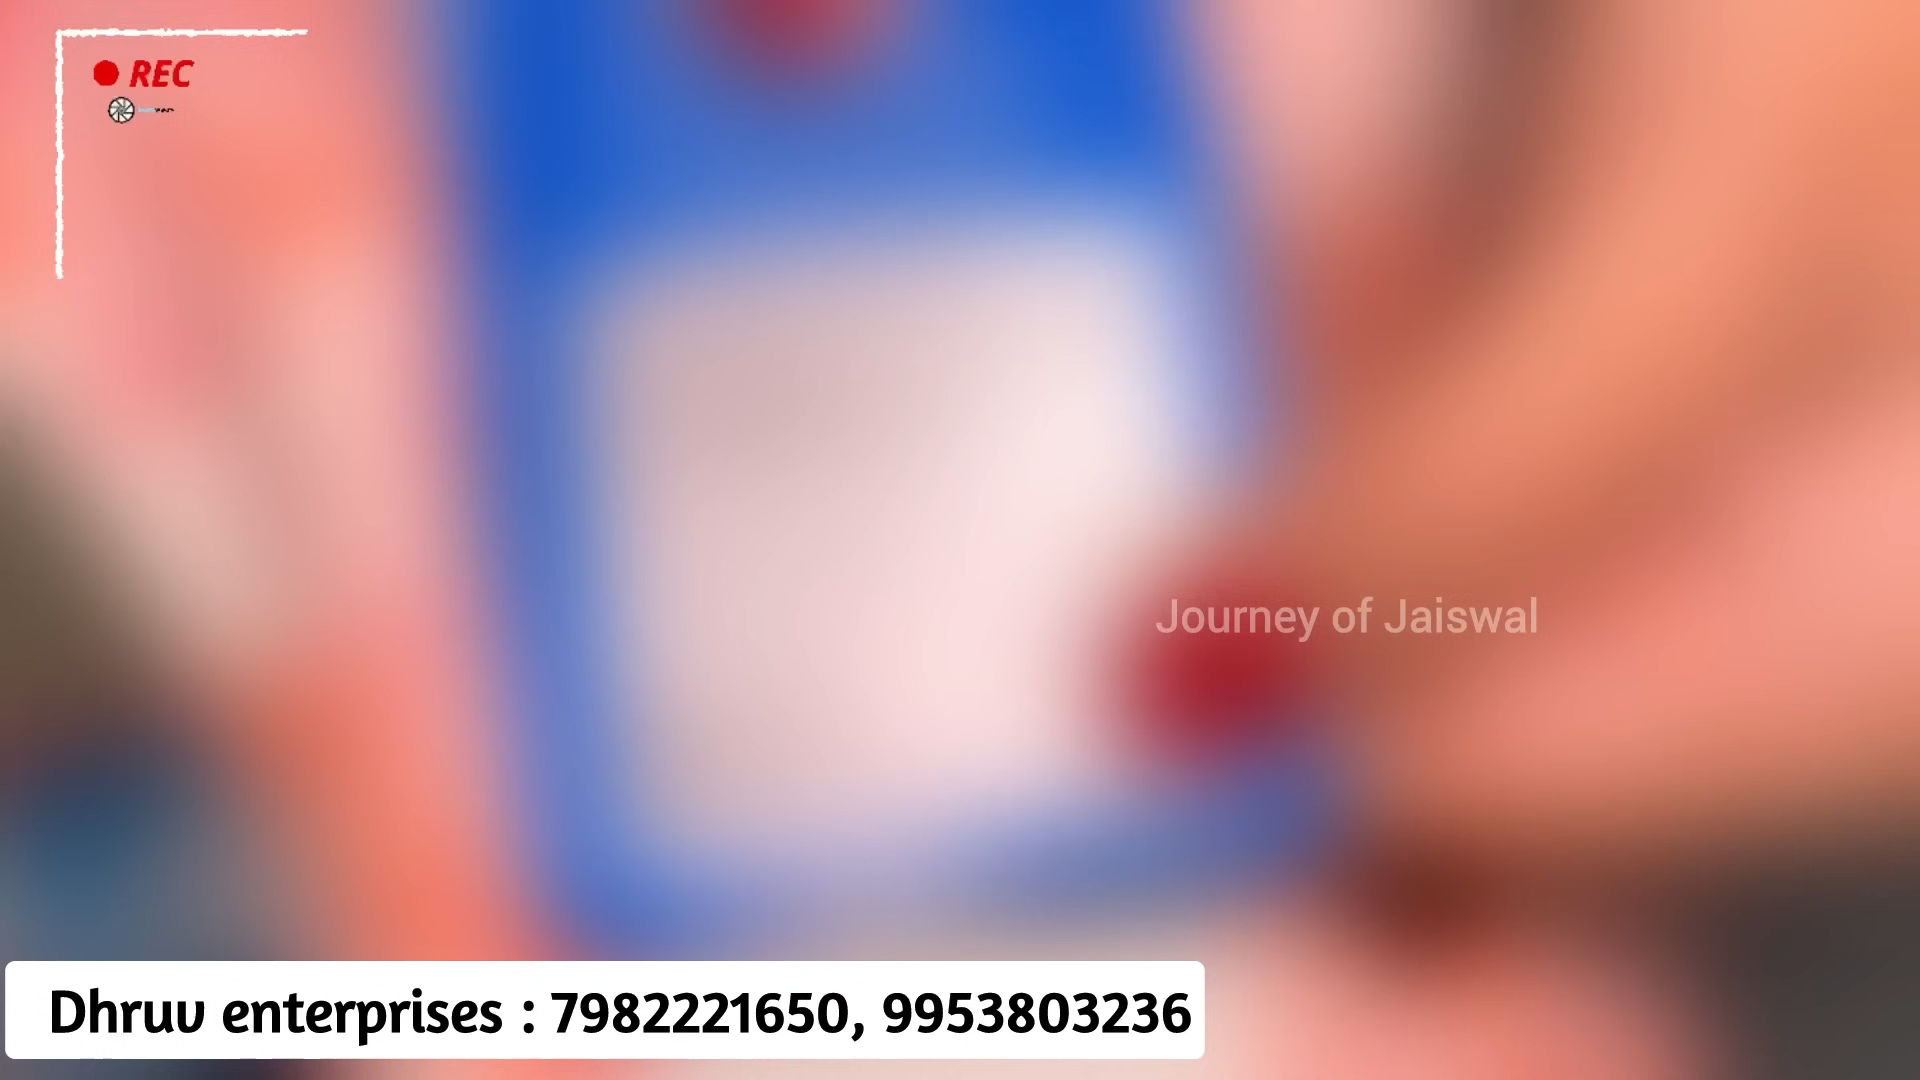 REC
Journey of Jaiswal
Dhruv enterprises : 7982221650, 9953803236